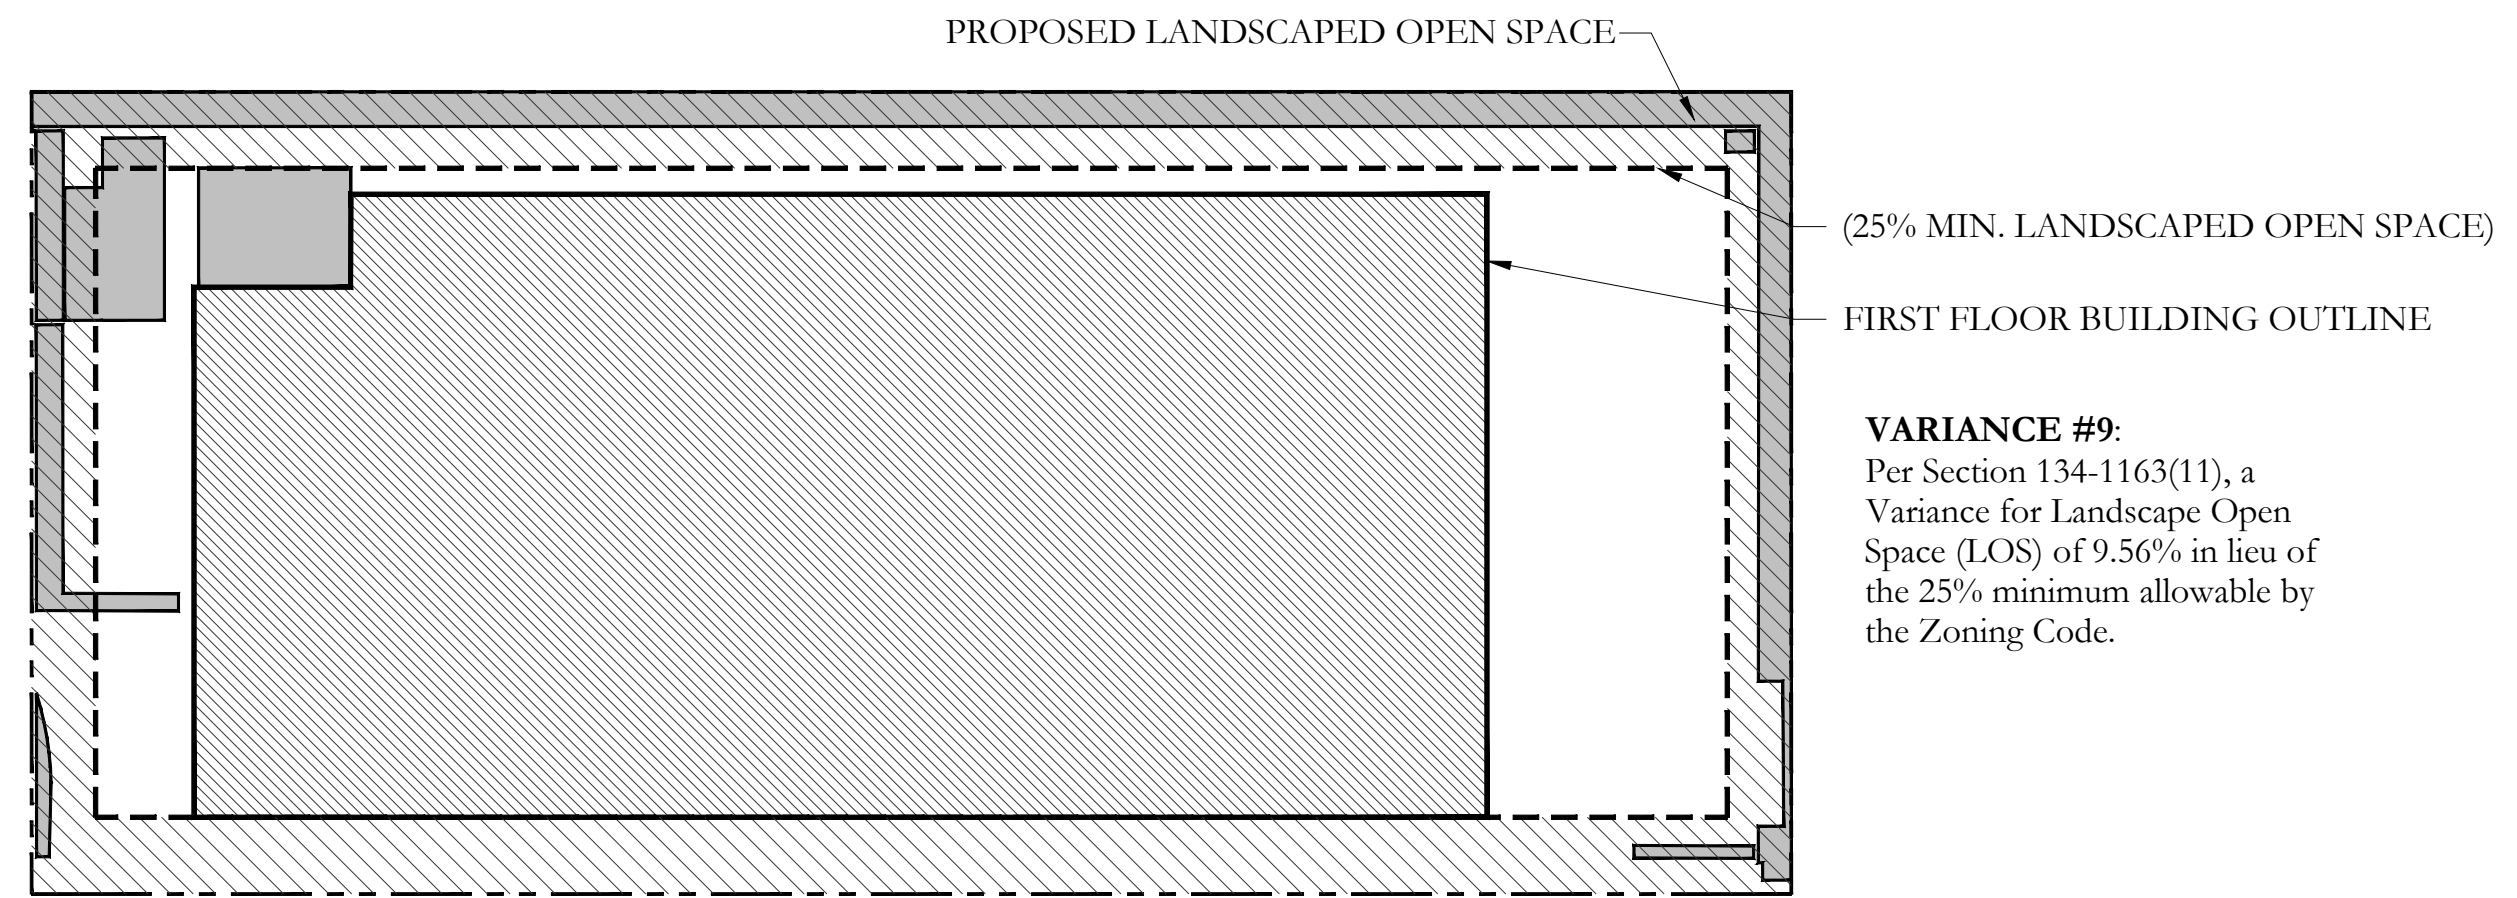 PROPOSED LANDSCAPED OPEN SPACE
(25% MIN. LANDSCAPED OPEN SPACE)
FIRST FLOOR BUILDING OUTLINE
VARIANCE #9:
Per Section 134-1163(11), a
Variance for Landscape Open
Space (LOS) of 9.56% in lieu of
the 25% minimum allowable by
the Zoning Code.